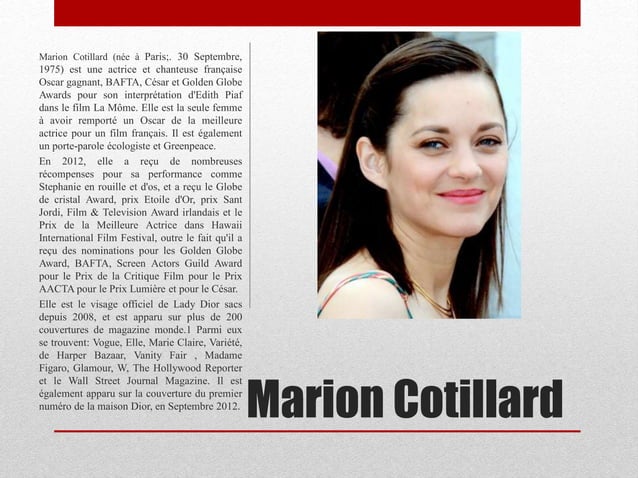 Marion Cotillard (née à Paris;. 30 Septembre,
1975) est une actrice et chanteuse française
Oscar gagnant, BAFTA, César et Golden Globe
Awards pour son interprétation d'Edith Piaf
dans le film La Môme. Elle est la seule femme
à avoir remporté un Oscar de la meilleure
actrice pour un film français. Il est également
un porte-parole écologiste et Greenpeace.
En 2012, elle a reçu de nombreuses
récompenses pour sa performance comme
Stephanie en rouille et d'os, et a reçu le Globe
de cristal Award, prix Etoile d'Or, prix Sant
Jordi, Film & Television Award irlandais et le
Prix de la Meilleure Actrice dans Hawaii
International Film Festival, outre le fait qu'il a
reçu des nominations pour les Golden Globe
Award, BAFTA, Screen Actors Guild Award
pour le Prix de la Critique Film pour le Prix
AACTA pour le Prix Lumière et pour le César.
Elle est le visage officiel de Lady Dior sacs
depuis 2008, et est apparu sur plus de 200
couvertures de magazine monde.1 Parmi eux
se trouvent: Vogue, Elle, Marie Claire, Variété,
de Harper Bazaar, Vanity Fair , Madame
Figaro, Glamour, W, The Hollywood Reporter
et le Wall Street Journal Magazine. Il est
également apparu sur la couverture du premier
numéro de la maison Dior, en Septembre 2012.
Marion Cotillard